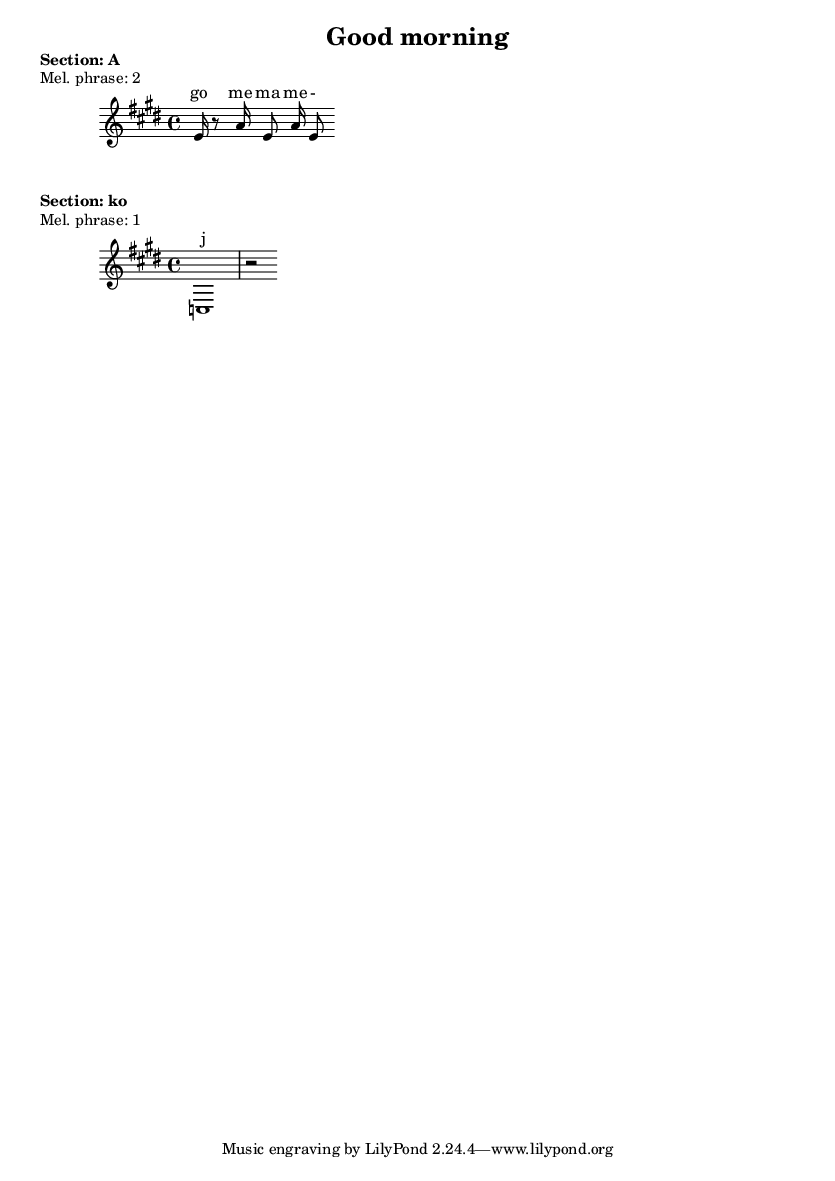 Good morning
Section: A
Mel. phrase: 2
go me ma me -
Section: ko
Mel. phrase: 1
j
Music engraving by LilyPond 2.24.4—www.lilypond.org